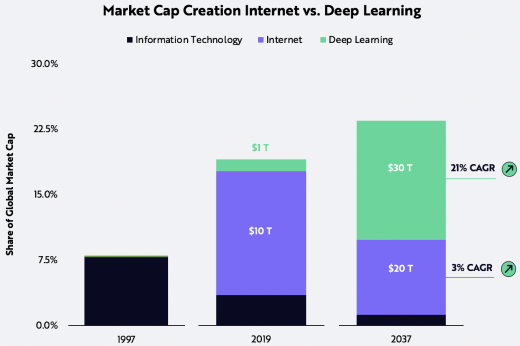 Market Cap Creation Internet vs. Deep Learning
Information Technology Internet Deep Learning
Share of Global Market Cap
30.0%
22.5%
15.0%
7.5%
0.0%
$1 T
$10 T
$30 T
$20 T
21% CAGR
3% CAGR
1997 2019 2037